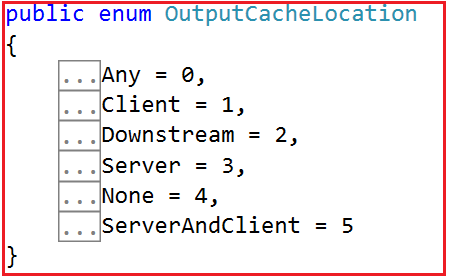 public enum OutputCacheLocation
{
...Any = 0,
...Client = 1,
...Downstream = 2,
...Server = 3,
...None = 4,
...ServerAndClient = 5
}